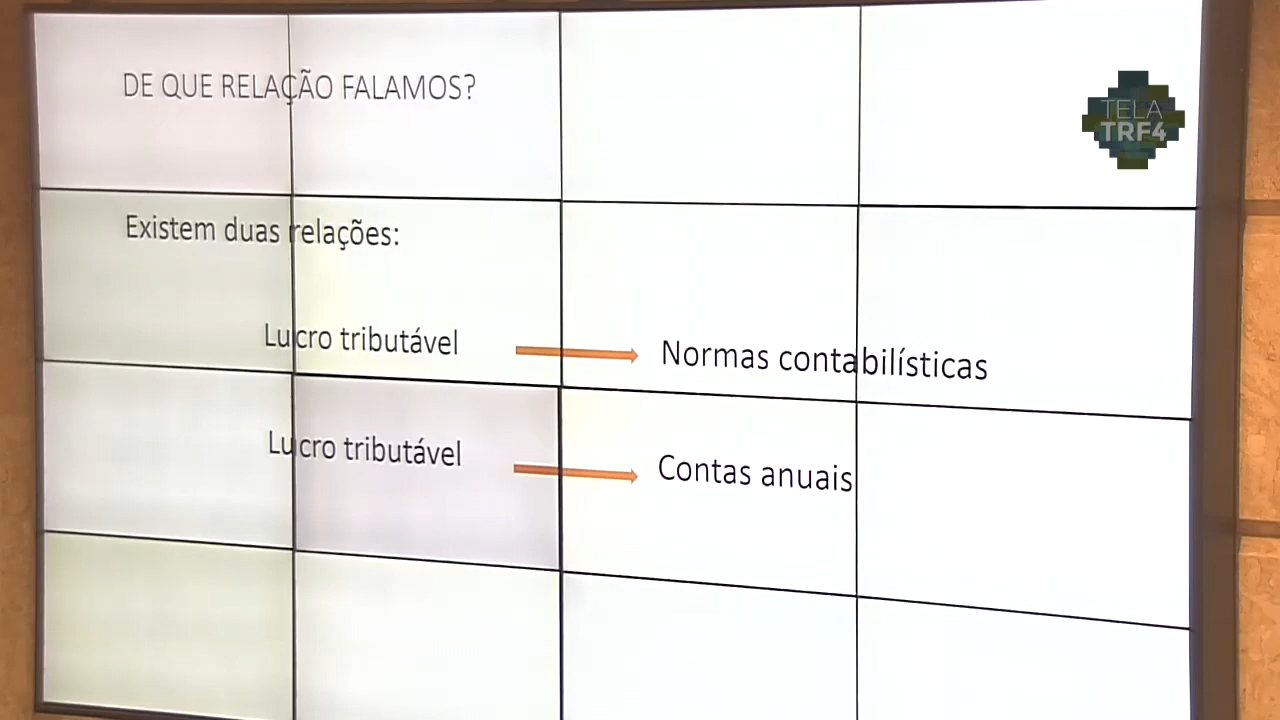 DE QUE RELAÇÃO FALAMOS?
TELA
TRF4
Existem duas relações:
Lucro tributável
Normas contabilísticas
Lucro tributável
Contas anuais